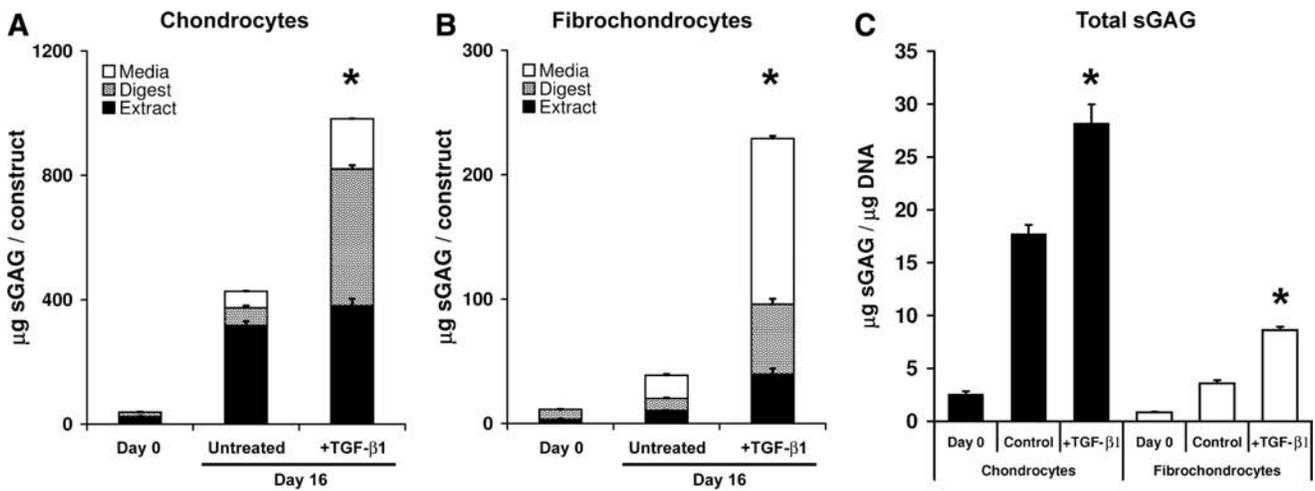 A
Chondrocytes
1200
800
400
0
µg sGAG / construct
Media
Digest
Extract
*
Day 0
Untreated
+TGF-β1
Day 16
B
Fibrochondrocytes
300
200
100
0
µg sGAG / construct
Media
Digest
Extract
*
Day 0
Untreated
+TGF-β1
Day 16
C
Total sGAG
35
30
25
20
15
10
5
0
µg sGAG / µg DNA
*
*
Day 0 Control +TGF-β1 Day 0 Control +TGF-β1
Chondrocytes Fibrochondrocytes